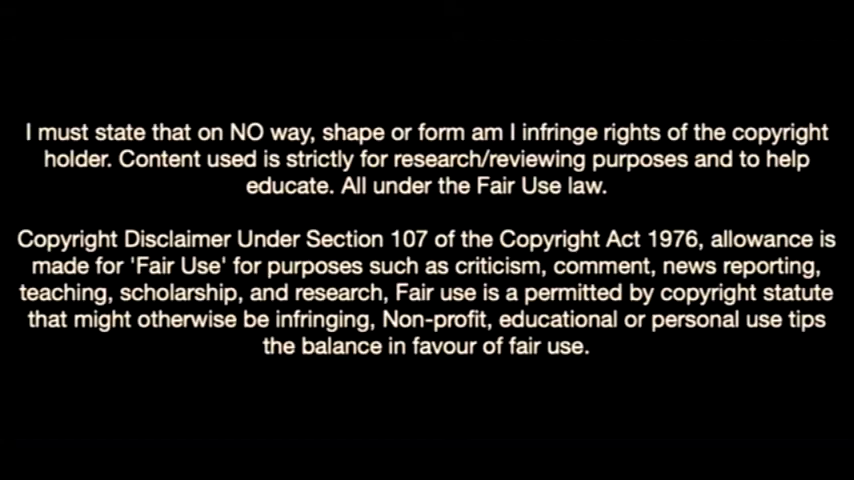 I must state that on NO way, shape or form am I infringe rights of the copyright
holder. Content used is strictly for research/reviewing purposes and to help
educate. All under the Fair Use law.
Copyright Disclaimer Under Section 107 of the Copyright Act 1976, allowance is
made for 'Fair Use' for purposes such as criticism, comment, news reporting,
teaching, scholarship, and research, Fair use is a permitted by copyright statute
that might otherwise be infringing, Non-profit, educational or personal use tips
the balance in favour of fair use.